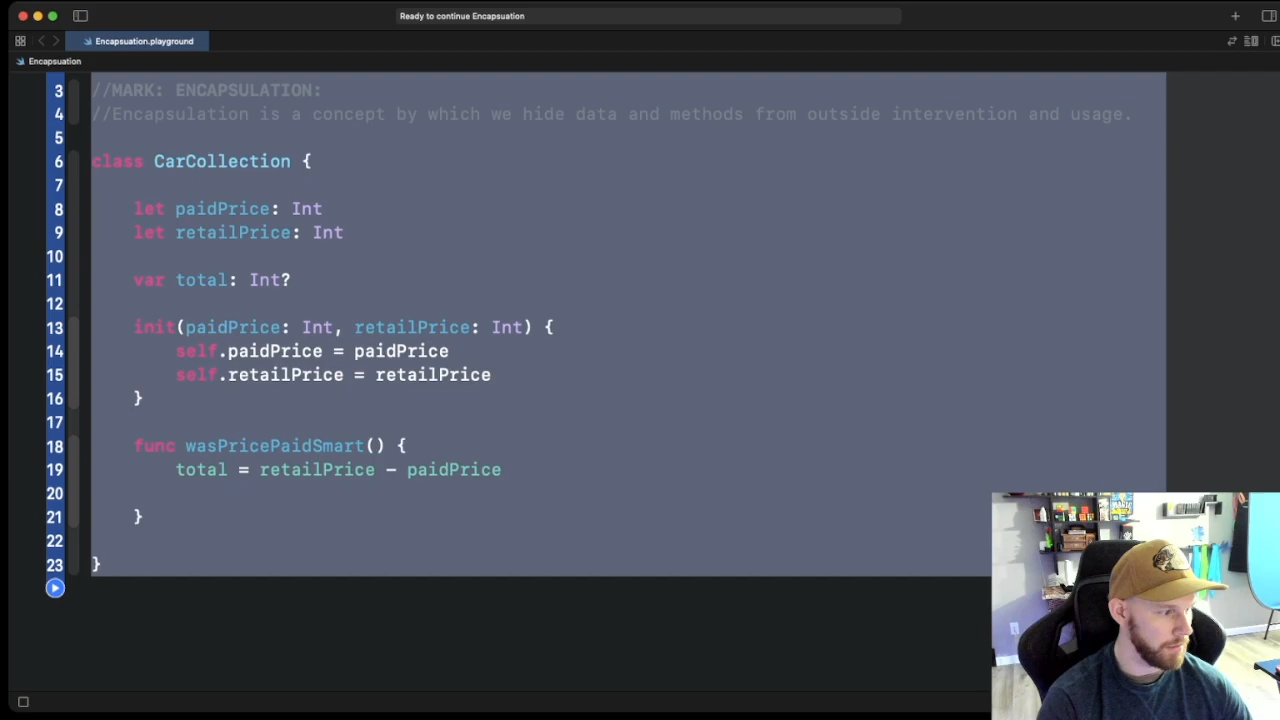 Ready to continue Encapsuation
Encapsuation.playground
Encapsuation
3 //MARK: ENCAPSULATION:
4 //Encapsulation is a concept by which we hide data and methods from outside intervention and usage.
5
6 class CarCollection {
7
8 let paidPrice: Int
9 let retailPrice: Int
10
11 var total: Int?
12
13 init(paidPrice: Int, retailPrice: Int) {
14 self.paidPrice = paidPrice
15 self.retailPrice = retailPrice
16 }
17
18 func wasPricePaidSmart() {
19 total = retailPrice - paidPrice
20
21 }
22
23 }